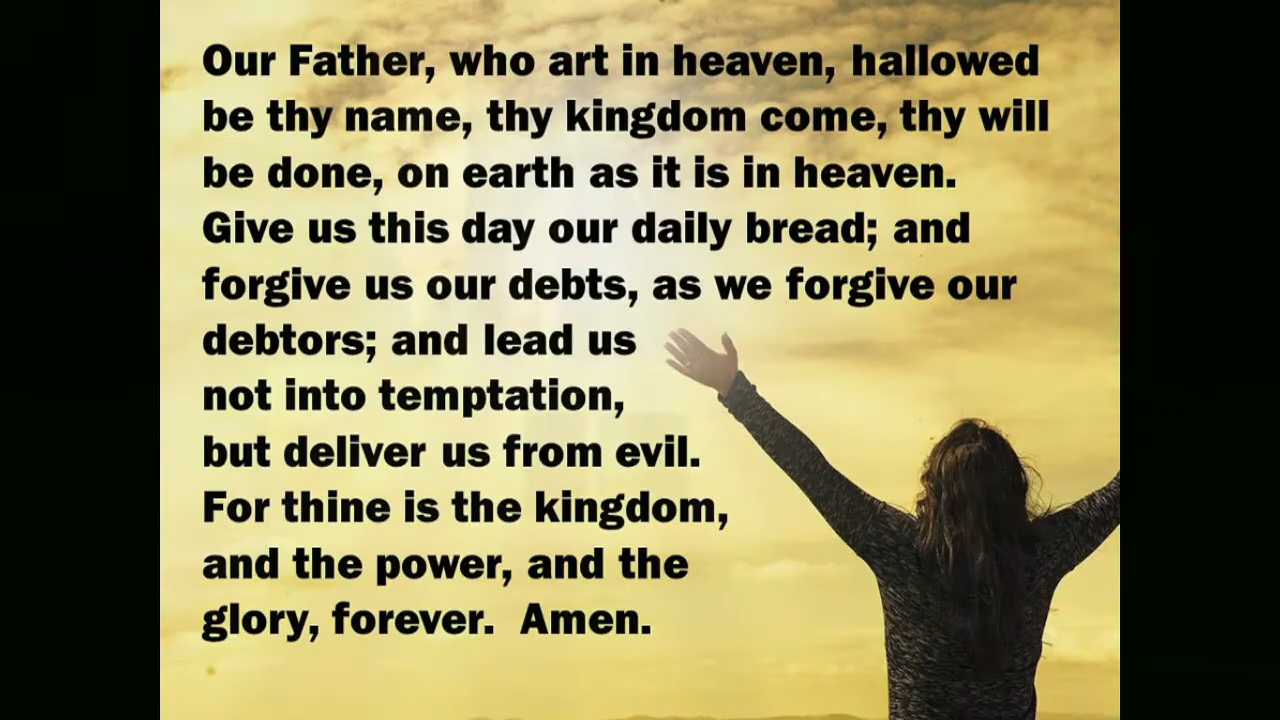 Our Father, who art in heaven, hallowed
be thy name, thy kingdom come, thy will
be done, on earth as it is in heaven.
Give us this day our daily bread; and
forgive us our debts, as we forgive our
debtors; and lead us
not into temptation,
but deliver us from evil.
For thine is the kingdom,
and the power, and the
glory, forever.  Amen.